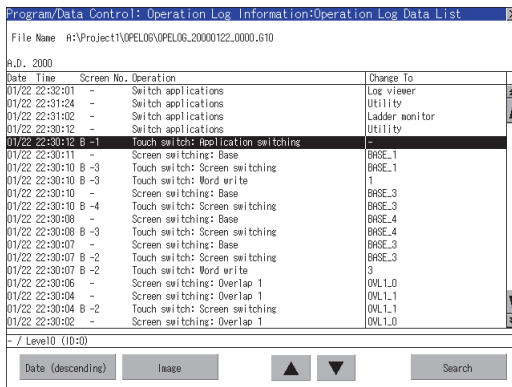 Program/Data Control: Operation Log Information:Operation Log Data List
File Name A:\Project1\OPELOG\OPELOG_20000122_0000.G10
A.D. 2000
Date Time Screen No. Operation Change To
01/22 22:32:01 - Switch applications Log viewer
01/22 22:31:24 - Switch applications Utility
01/22 22:31:02 - Switch applications Ladder monitor
01/22 22:30:12 - Switch applications Utility
01/22 22:30:12 B -1 Touch switch: Application switching -
01/22 22:30:11 - Screen switching: Base BASE_1
01/22 22:30:10 B -3 Touch switch: Screen switching BASE_1
01/22 22:30:10 B -3 Touch switch: Word write 1
01/22 22:30:10 - Screen switching: Base BASE_3
01/22 22:30:10 B -4 Touch switch: Screen switching BASE_3
01/22 22:30:08 - Screen switching: Base BASE_4
01/22 22:30:08 B -3 Touch switch: Screen switching BASE_4
01/22 22:30:07 - Screen switching: Base BASE_3
01/22 22:30:07 B -2 Touch switch: Screen switching BASE_3
01/22 22:30:07 B -2 Touch switch: Word write 3
01/22 22:30:06 - Screen switching: Overlap 1 OVL1_0
01/22 22:30:04 - Screen switching: Overlap 1 OVL1_1
01/22 22:30:04 B -2 Touch switch: Screen switching OVL1_1
01/22 22:30:02 - Screen switching: Overlap 1 OVL1_0
- / Level0 (ID:0)
Date (descending) Image ▲ ▼ Search